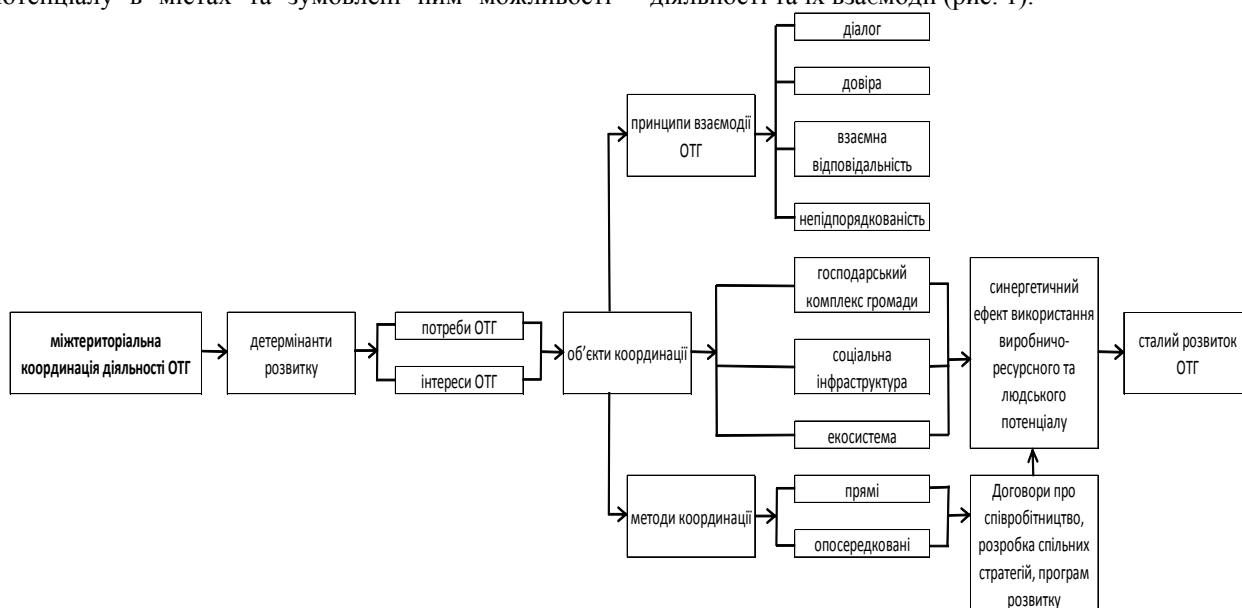 потенціалу в містах та зумовлені ним можливості
діяльності та їх взаємодії (рис. 1).
діалог
довіра
принципи взаємодії
ОТГ
взаємна
відповідальність
непідпорядкованість
міжтериторіальна
координація діяльності ОТГ
детермінанти
розвитку
потреби ОТГ
інтереси ОТГ
об’єкти координації
господарський
комплекс громади
соціальна
інфраструктура
екосистема
синергетичний
ефект використання
виробничо-
ресурсного та
людського
потенціалу
сталий розвиток
ОТГ
методи координації
прямі
опосередковані
Договори про
співробітництво,
розробка спільних
стратегій, програм
розвитку